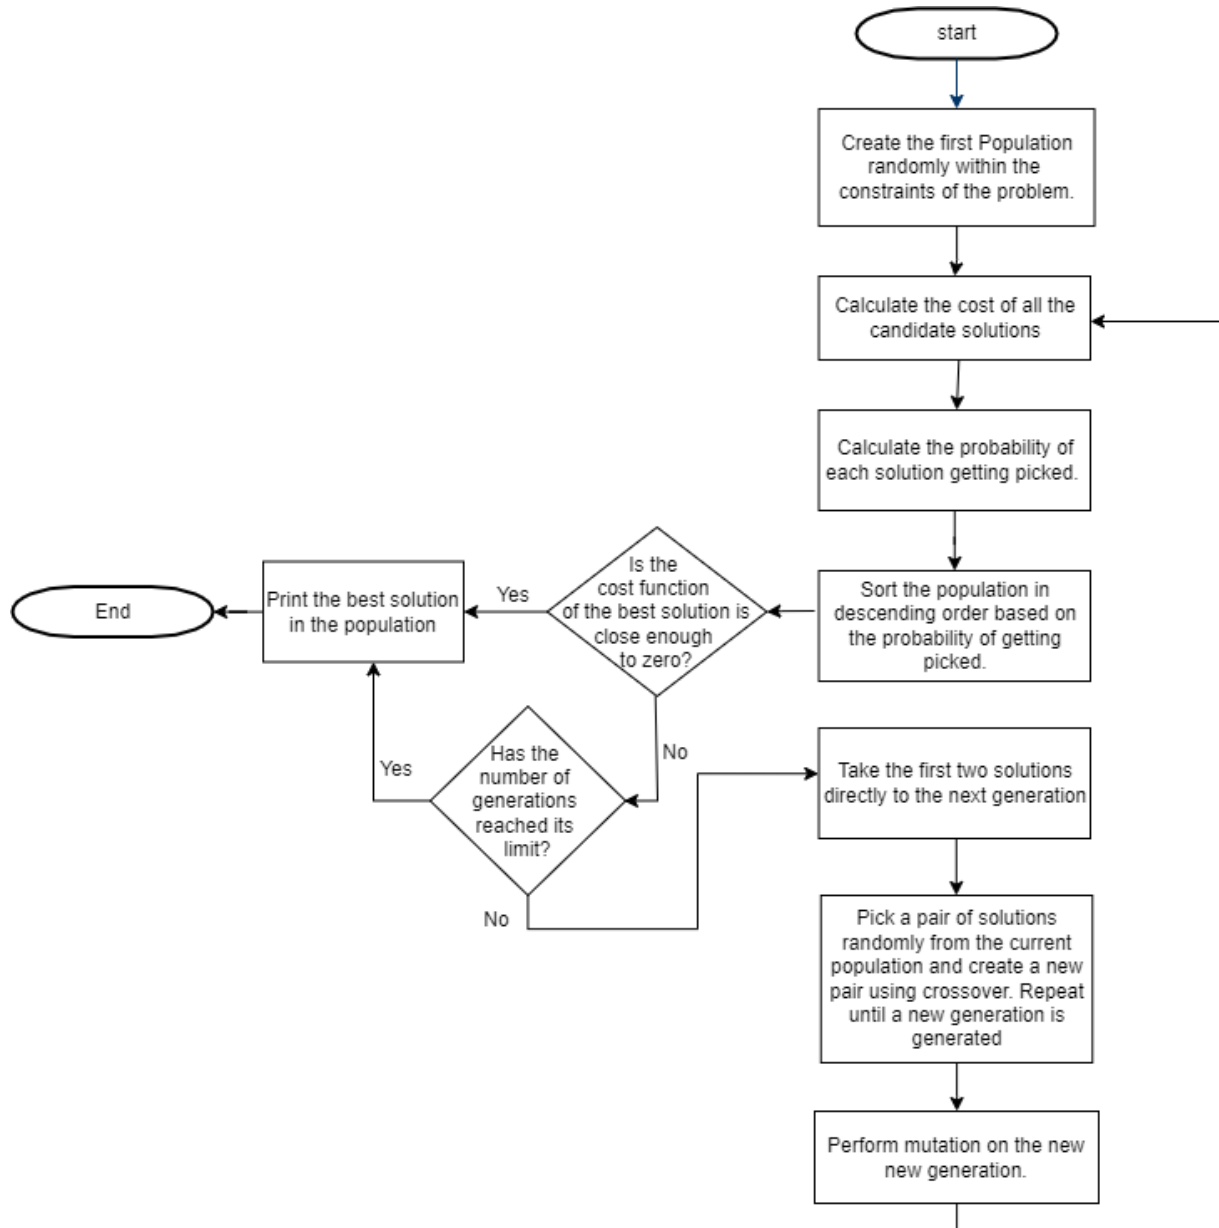 start
Create the first Population
randomly within the
constraints of the problem.
Calculate the cost of all the
candidate solutions
Calculate the probability of
each solution getting picked.
Sort the population in
descending order based on
the probability of getting
picked.
Is the
cost function
of the best solution is
close enough
to zero?
Yes
Print the best solution
in the population
End
No
Has the
number of
generations
reached its
limit?
Yes
No
Take the first two solutions
directly to the next generation
Pick a pair of solutions
randomly from the current
population and create a new
pair using crossover. Repeat
until a new generation is
generated
Perform mutation on the new
new generation.